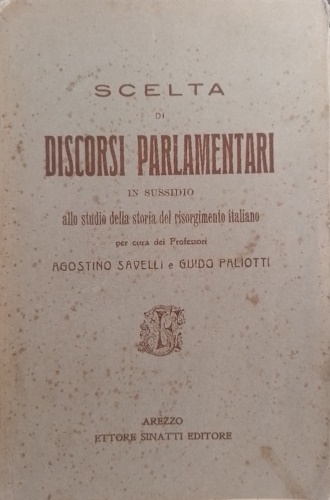 SCELTA
DI
DISCORSI PARLAMENTARI
IN SUSSIDIO
allo studio della storia del risorgimento italiano
per cura dei Professori
AGOSTINO SAVELLI e GUIDO PALIOTTI
AREZZO
ETTORE SINATTI EDITORE